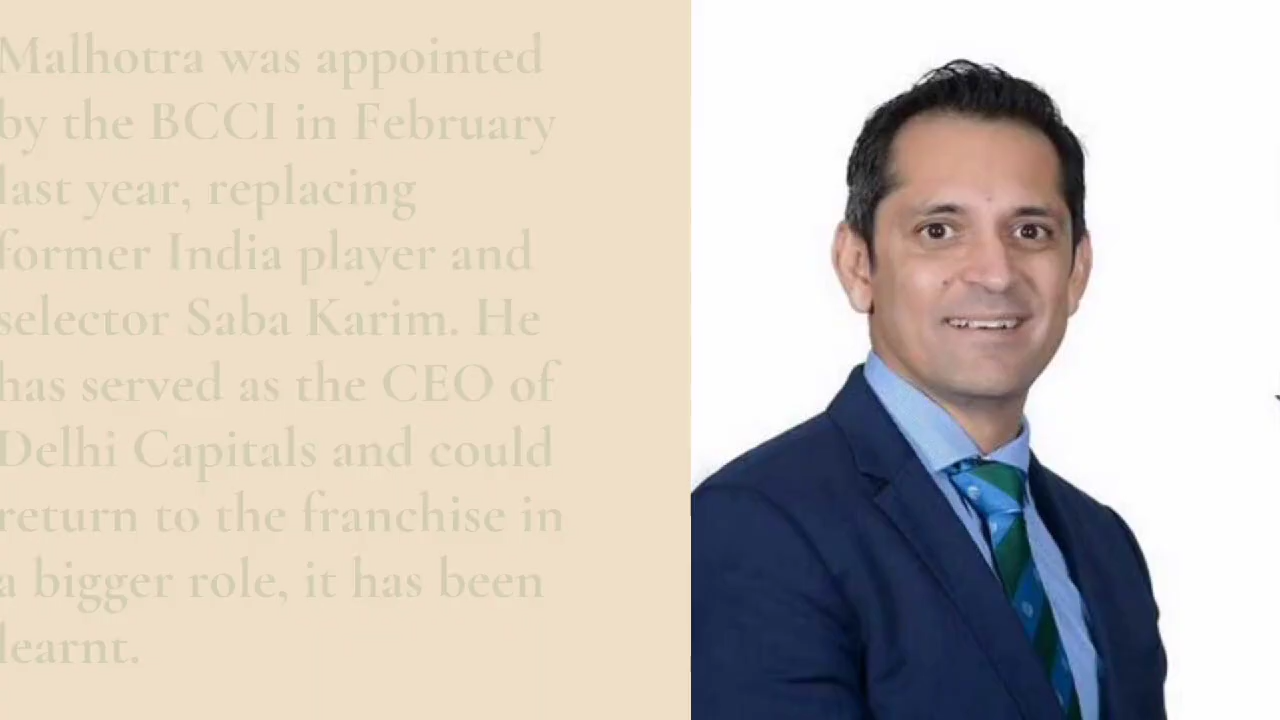 Malhotra was appointed
by the BCCI in February
last year, replacing
former India player and
selector Saba Karim. He
has served as the CEO of
Delhi Capitals and could
return to the franchise in
a bigger role, it has been
learnt.